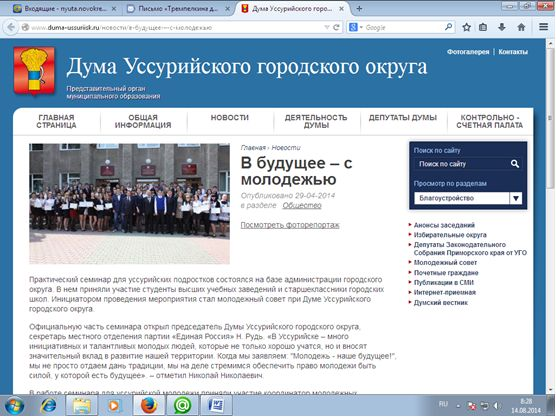 Входящие - nyuta.novokre...
Письмо «Тремпелкина д...
Дума Уссурийского горо...
www.duma-ussuriisk.ru/новости/в-будущее-–-с-молодежью
Фотогалерея | Контакты
Дума Уссурийского городского округа
Представительный орган
муниципального образования
ГЛАВНАЯ СТРАНИЦА
ОБЩАЯ ИНФОРМАЦИЯ
НОВОСТИ
ДЕЯТЕЛЬНОСТЬ ДУМЫ
ДЕПУТАТЫ ДУМЫ
КОНТРОЛЬНО - СЧЕТНАЯ ПАЛАТА
Главная › Новости
В будущее – с
молодежью
Опубликовано 29-04-2014
в разделе Общество
Посмотреть фоторепортаж
Практический семинар для уссурийских подростков состоялся на базе администрации городского
округа. В нем приняли участие студенты высших учебных заведений и старшеклассники городских
школ. Инициатором проведения мероприятия стал молодежный совет при Думе Уссурийского
городского округа.
Официальную часть семинара открыл председатель Думы Уссурийского городского округа,
секретарь местного отделения партии «Единая Россия» Н. Рудь. «В Уссурийске – много
инициативных и талантливых молодых людей, которые не только хорошо учатся, но и вносят
значительный вклад в развитие нашей территории. Когда мы заявляем: "Молодежь - наше будущее!",
мы не просто отдаем дань традиции, мы на деле стремимся обеспечить право молодежи быть
силой, у которой есть будущее». – отметил Николай Николаевич.
В работе семинара для уссурийской молодежи приняли участие координатор молодежных
Поиск по сайту
Поиск по сайту
Просмотр по разделам
Благоустройство
Анонсы заседаний
Избирательные округа
Депутаты Законодательного
Собрания Приморского края от УГО
Молодежный совет
Почетные граждане
Публикации в СМИ
Интернет-приемная
Думский вестник
RU
8:28
14.08.2014